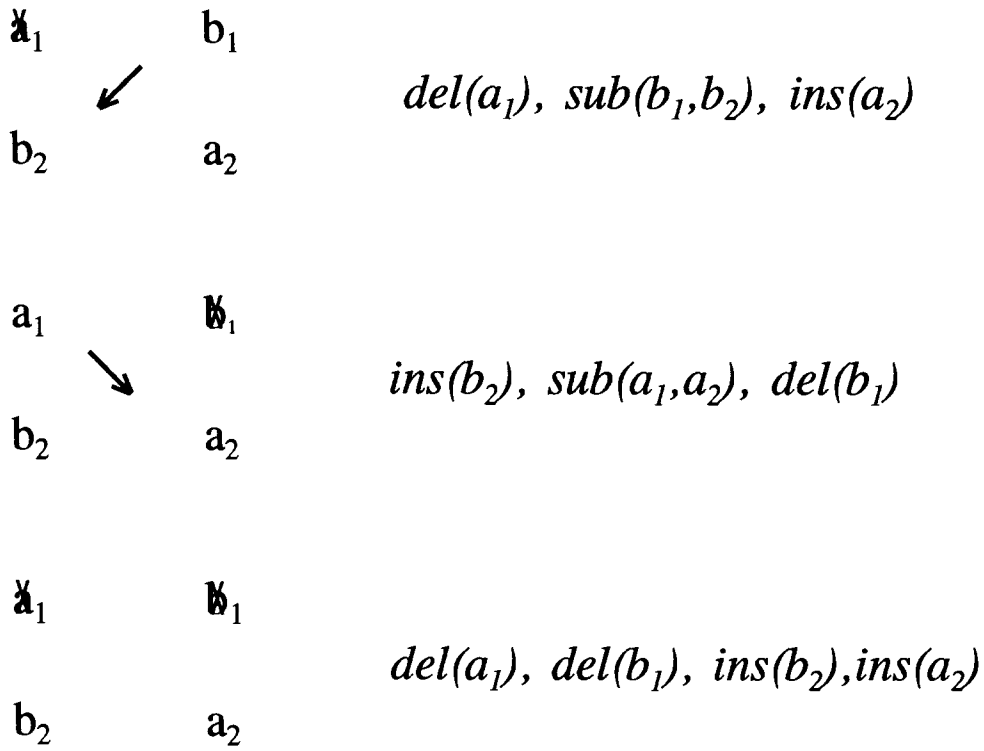 a₁ b₁
del(a₁), sub(b₁,b₂), ins(a₂)
b₂ a₂
a₁ b₁
ins(b₂), sub(a₁,a₂), del(b₁)
b₂ a₂
a₁ b₁
del(a₁), del(b₁), ins(b₂),ins(a₂)
b₂ a₂